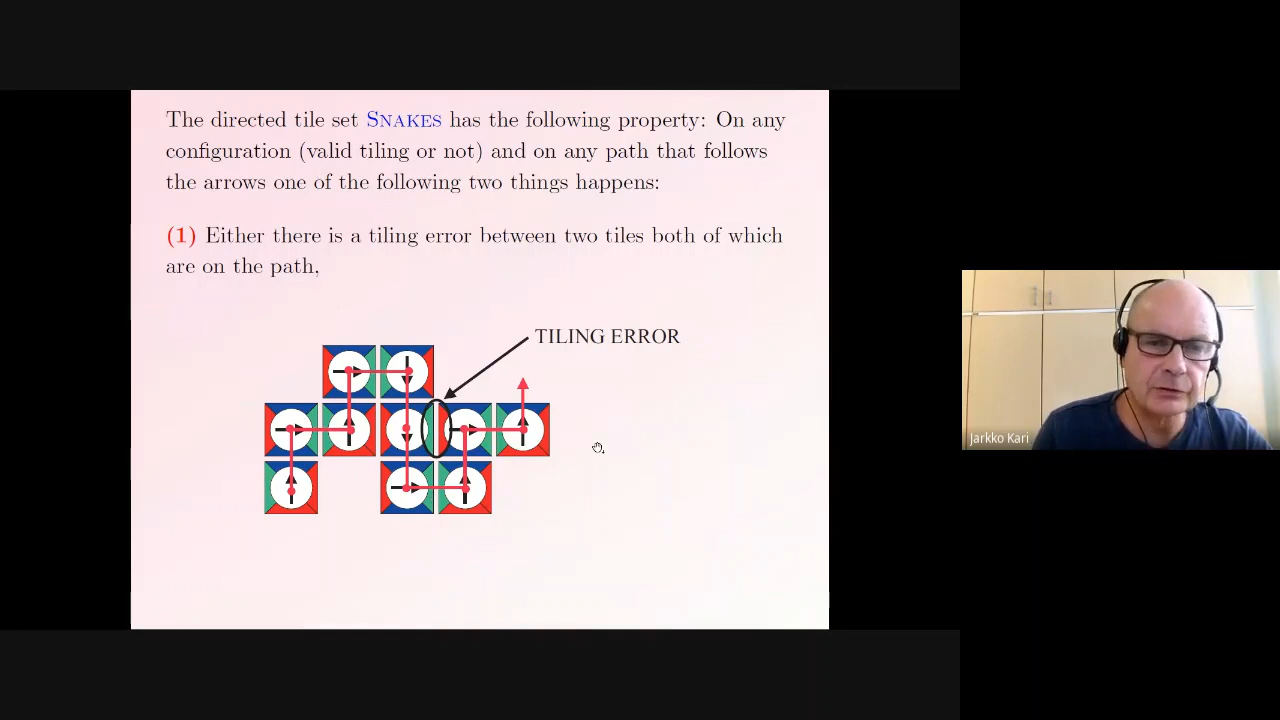 The directed tile set SNAKES has the following property: On any
configuration (valid tiling or not) and on any path that follows
the arrows one of the following two things happens:
(1) Either there is a tiling error between two tiles both of which
are on the path,
TILING ERROR
Jarkko Kari